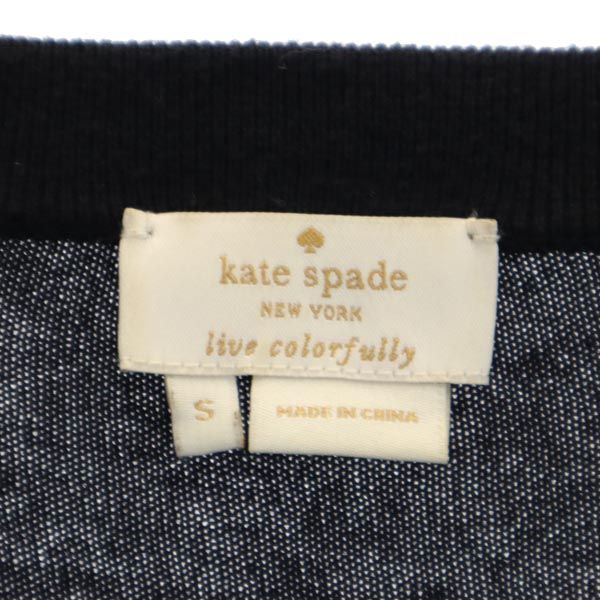 kate spade
NEW YORK
live colorfully
S
MADE IN CHINA